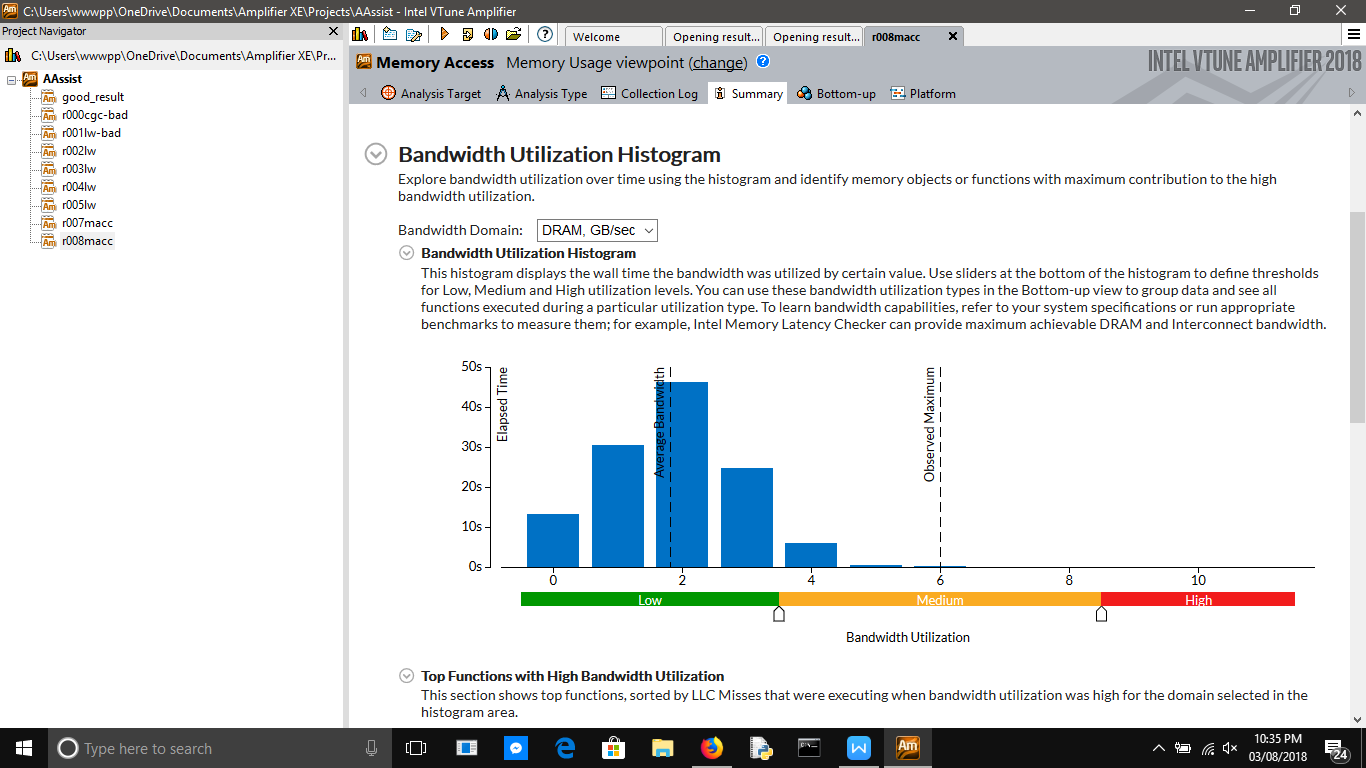 C:\Users\wwwpp\OneDrive\Documents\Amplifier XE\Projects\AAssist - Intel VTune Amplifier
Project Navigator
C:\Users\wwwpp\OneDrive\Documents\Amplifier XE\Pr...
AAssist
good_result
r000cgc-bad
r001lw-bad
r002lw
r003lw
r004lw
r005lw
r007macc
r008macc
Welcome
Opening result...
Opening result...
r008macc
Memory Access Memory Usage viewpoint (change)
INTEL VTUNE AMPLIFIER 2018
Analysis Target
Analysis Type
Collection Log
Summary
Bottom-up
Platform
Bandwidth Utilization Histogram
Explore bandwidth utilization over time using the histogram and identify memory objects or functions with maximum contribution to the high
bandwidth utilization.
Bandwidth Domain: DRAM, GB/sec
Bandwidth Utilization Histogram
This histogram displays the wall time the bandwidth was utilized by certain value. Use sliders at the bottom of the histogram to define thresholds
for Low, Medium and High utilization levels. You can use these bandwidth utilization types in the Bottom-up view to group data and see all
functions executed during a particular utilization type. To learn bandwidth capabilities, refer to your system specifications or run appropriate
benchmarks to measure them; for example, Intel Memory Latency Checker can provide maximum achievable DRAM and Interconnect bandwidth.
50s
40s
30s
20s
10s
0s
Elapsed Time
Average Bandwidth
Observed Maximum
0 2 4 6 8 10
Low Medium High
Bandwidth Utilization
Top Functions with High Bandwidth Utilization
This section shows top functions, sorted by LLC Misses that were executing when bandwidth utilization was high for the domain selected in the
histogram area.
Type here to search
10:35 PM
03/08/2018
24